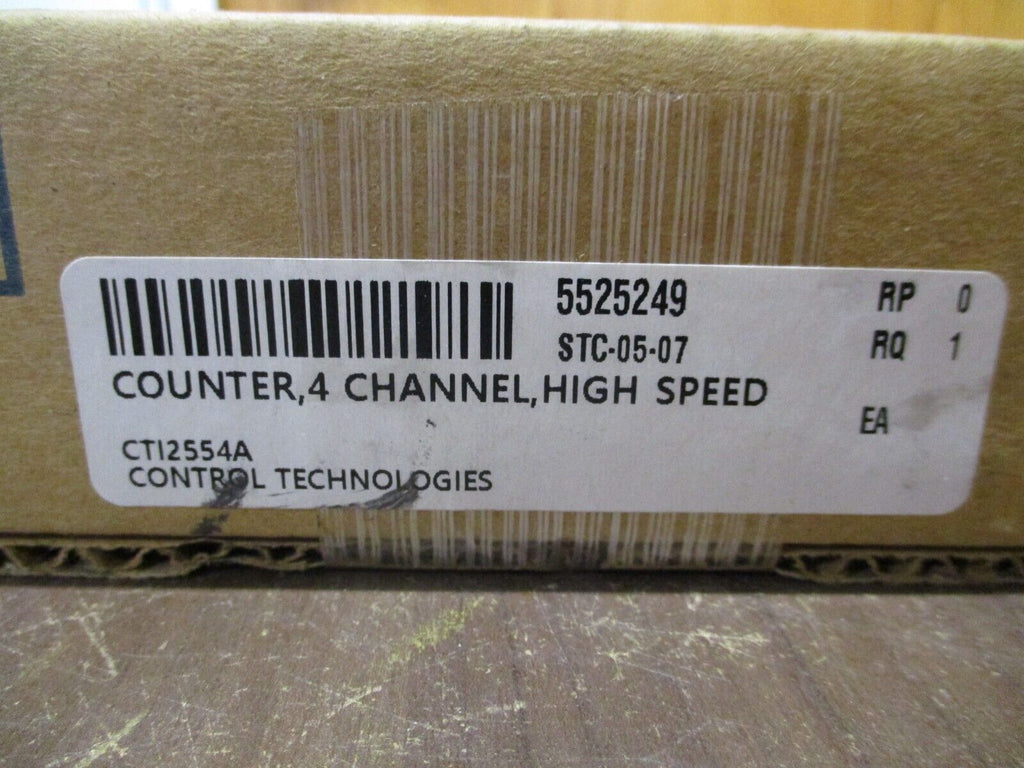 5525249 RP 0
STC-05-07 RQ 1
COUNTER,4 CHANNEL,HIGH SPEED
EA
CTI2554A
CONTROL TECHNOLOGIES